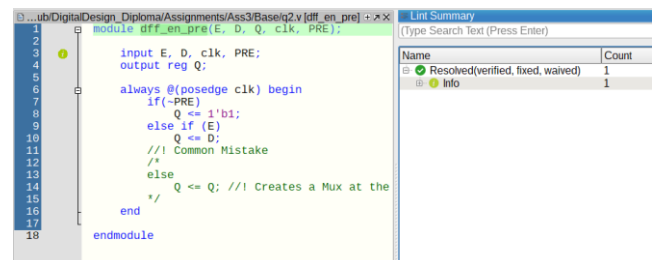 ...ub/DigitalDesign_Diploma/Assignments/Ass3/Base/q2.v [dff_en_pre]
1 module dff_en_pre(E, D, Q, clk, PRE);
2
3 input E, D, clk, PRE;
4 output reg Q;
5
6 always @(posedge clk) begin
7 if(~PRE)
8 Q <= 1'b1;
9 else if (E)
10 Q <= D;
11 //! Common Mistake
12 /*
13 else
14 Q <= Q; //! Creates a Mux at the
15 */
16 end
17
18 endmodule
Lint Summary
(Type Search Text (Press Enter)
Name Count
Resolved(verified, fixed, waived) 1
Info 1